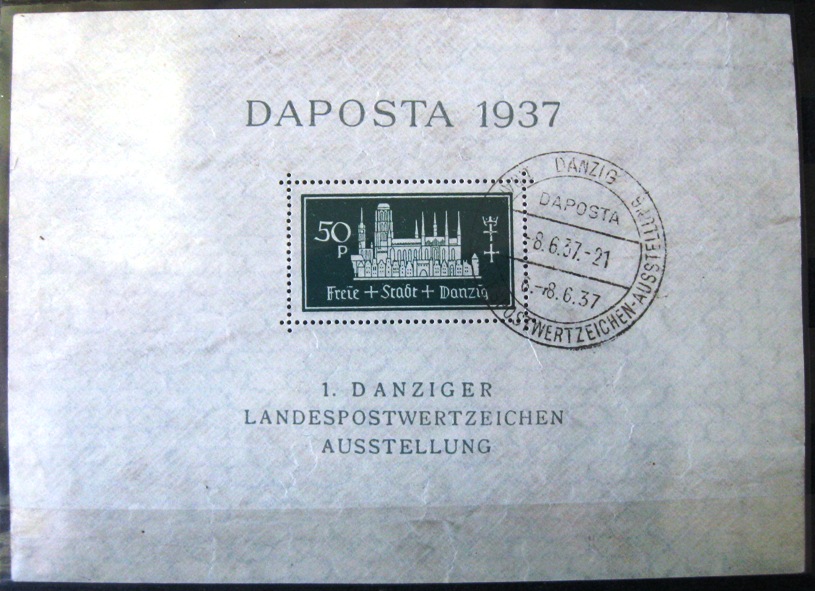 DAPOSTA 1937
50
P
Freie + Stadt + Danzig
DANZIG
DAPOSTA
-8.6.37.-21
6.-8.6.37
POSTWERTZEICHEN-AUSSTELLUNG
1. DANZIGER
LANDESPOSTWERTZEICHEN
AUSSTELLUNG